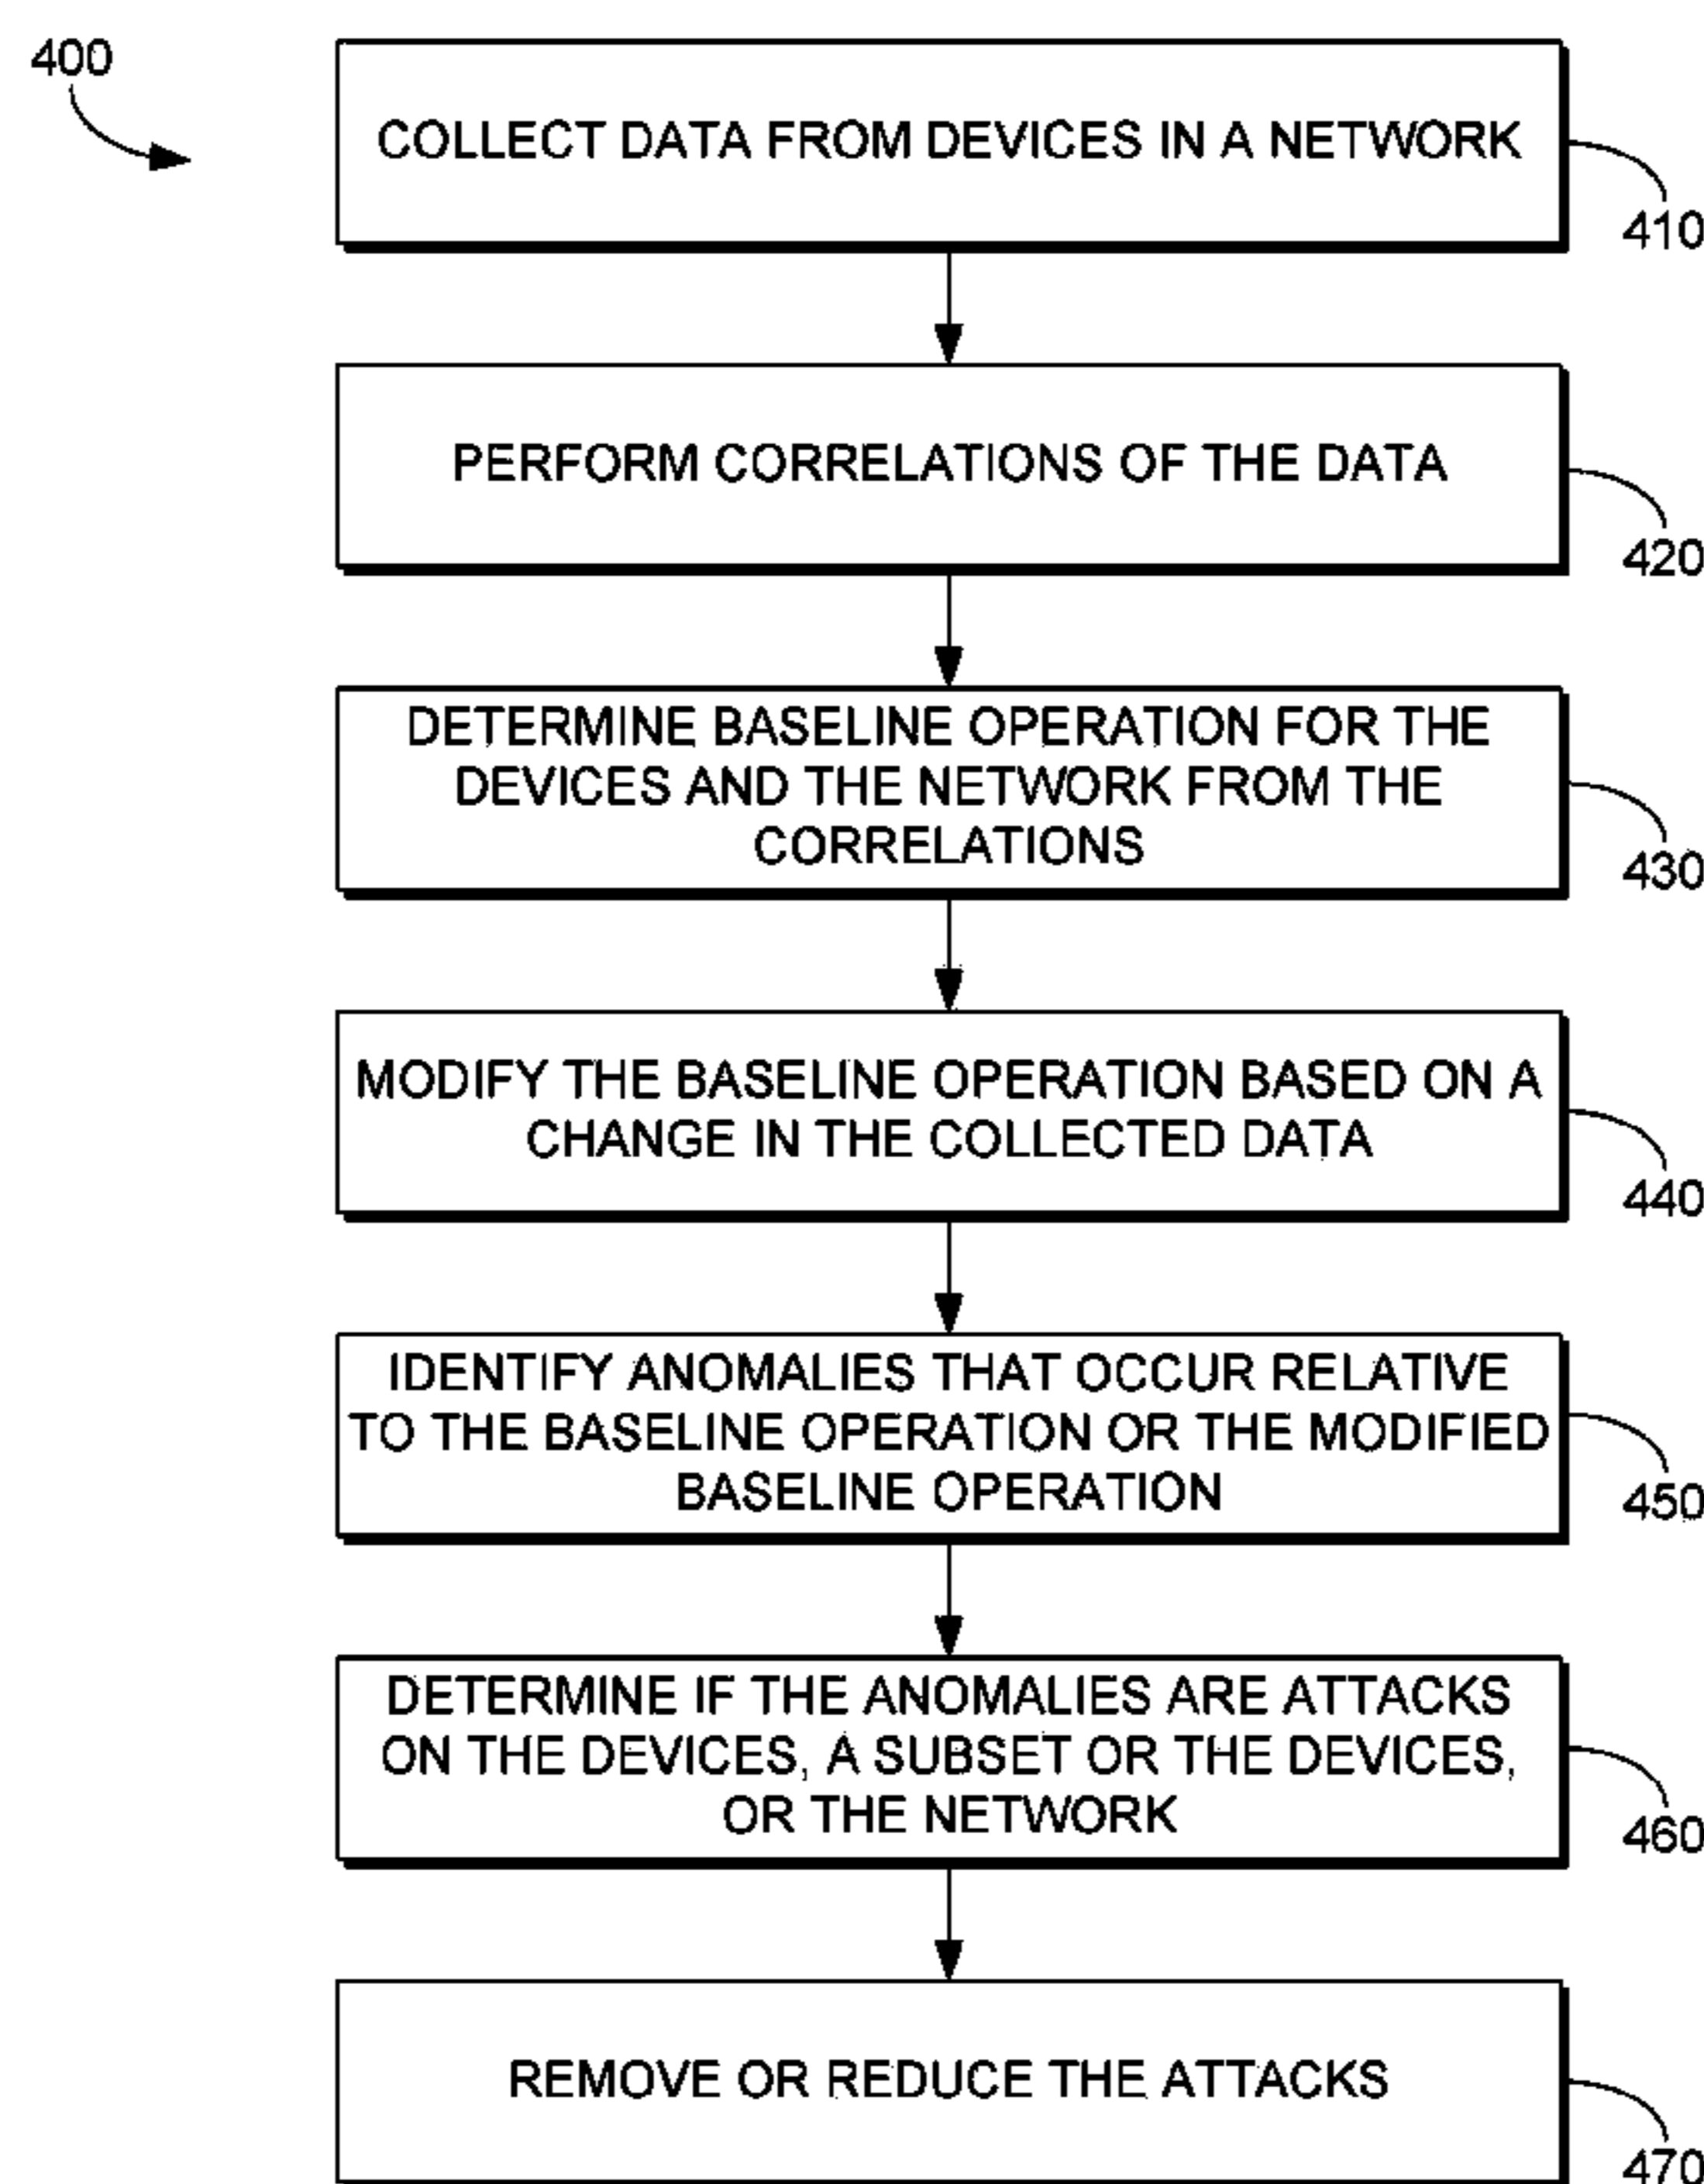 400
COLLECT DATA FROM DEVICES IN A NETWORK
410
PERFORM CORRELATIONS OF THE DATA
420
DETERMINE BASELINE OPERATION FOR THE
DEVICES AND THE NETWORK FROM THE
CORRELATIONS
430
MODIFY THE BASELINE OPERATION BASED ON A
CHANGE IN THE COLLECTED DATA
440
IDENTIFY ANOMALIES THAT OCCUR RELATIVE
TO THE BASELINE OPERATION OR THE MODIFIED
BASELINE OPERATION
450
DETERMINE IF THE ANOMALIES ARE ATTACKS
ON THE DEVICES, A SUBSET OR THE DEVICES,
OR THE NETWORK
460
REMOVE OR REDUCE THE ATTACKS
470